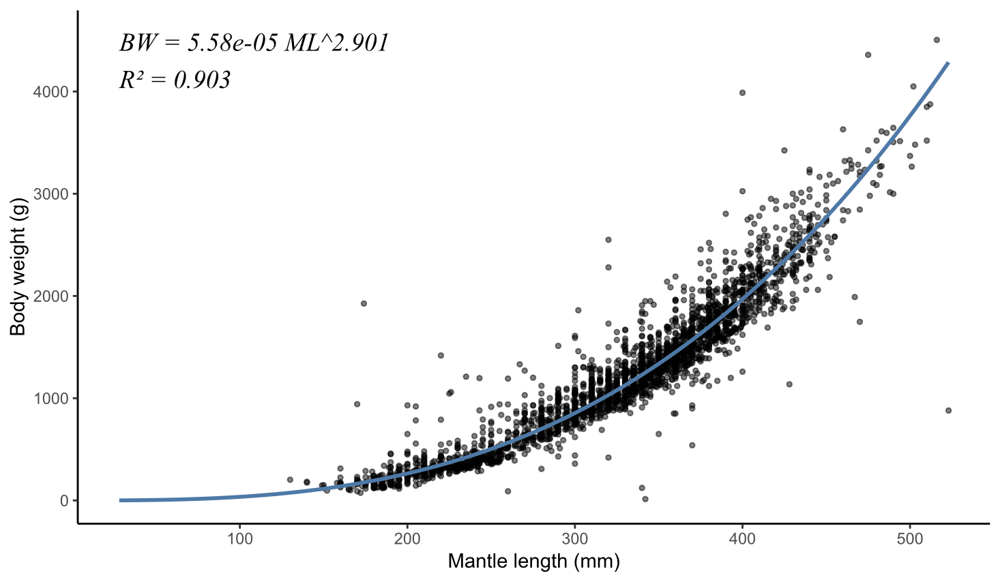 BW = 5.58e-05 ML^2.901
R² = 0.903
Body weight (g)
4000
3000
2000
1000
0
100 200 300 400 500
Mantle length (mm)